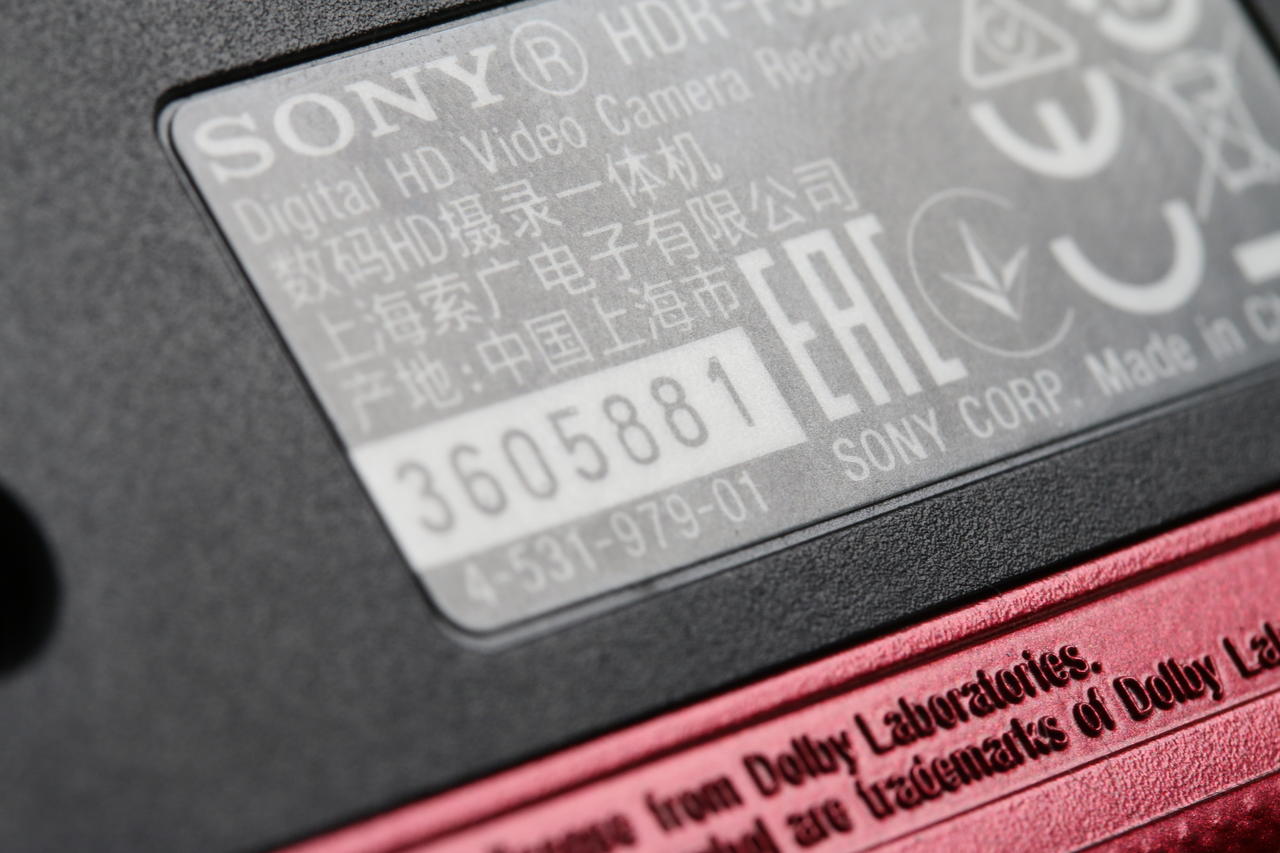 SONY® HDR-
Digital HD Video Camera Recorder
数码HD摄录一体机
上海索广电子有限公司
产地:中国上海市
EAC
3605881
4-531-979-01
SONY CORP. Made in
from Dolby Laboratories.
are trademarks of Dolby